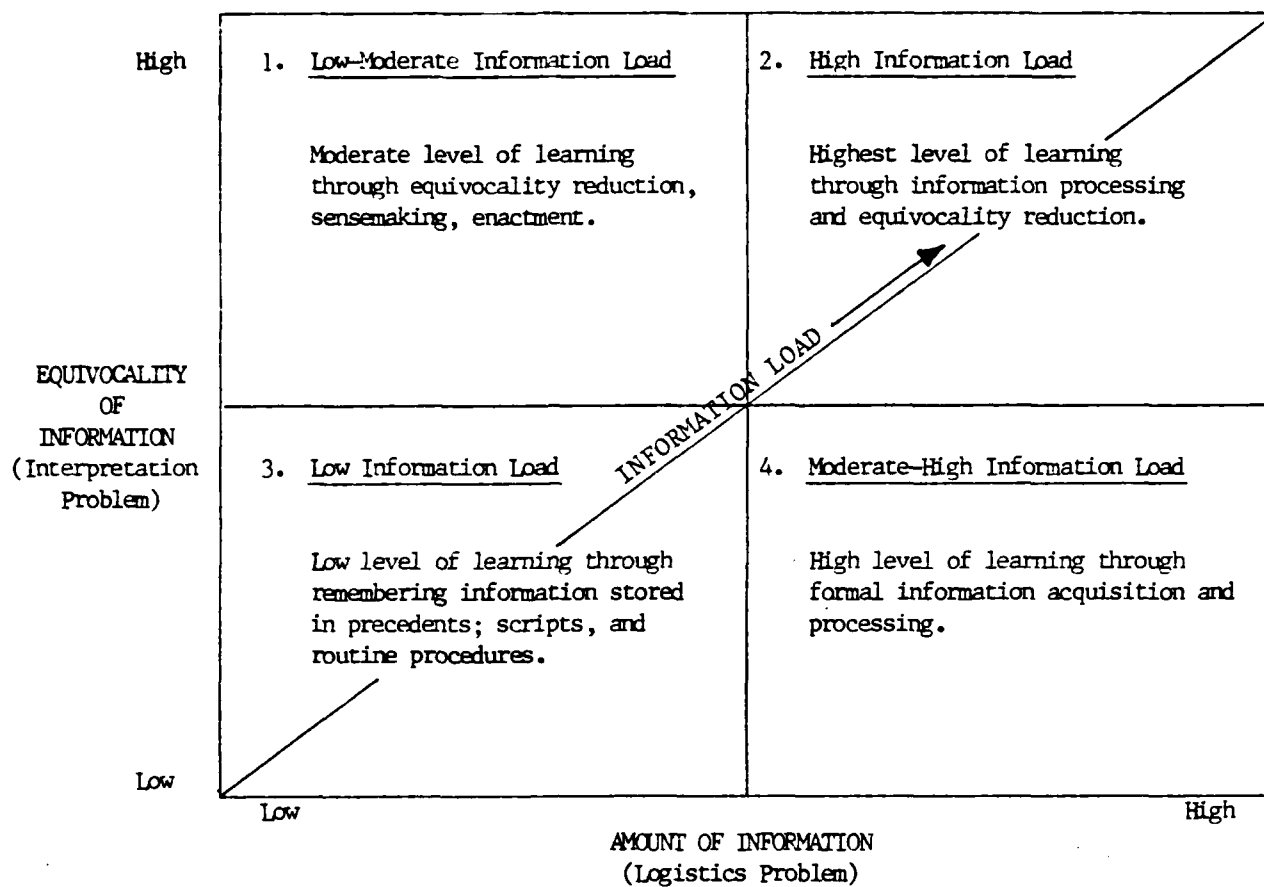 High
1. Low-Moderate Information Load
Moderate level of learning
through equivocality reduction,
sensemaking, enactment.
2. High Information Load
Highest level of learning
through information processing
and equivocality reduction.
INFORMATION LOAD
EQUIVOCALITY
OF
INFORMATION
(Interpretation
Problem)
3. Low Information Load
Low level of learning through
remembering information stored
in precedents; scripts, and
routine procedures.
4. Moderate-High Information Load
High level of learning through
formal information acquisition and
processing.
Low
Low
High
AMOUNT OF INFORMATION
(Logistics Problem)